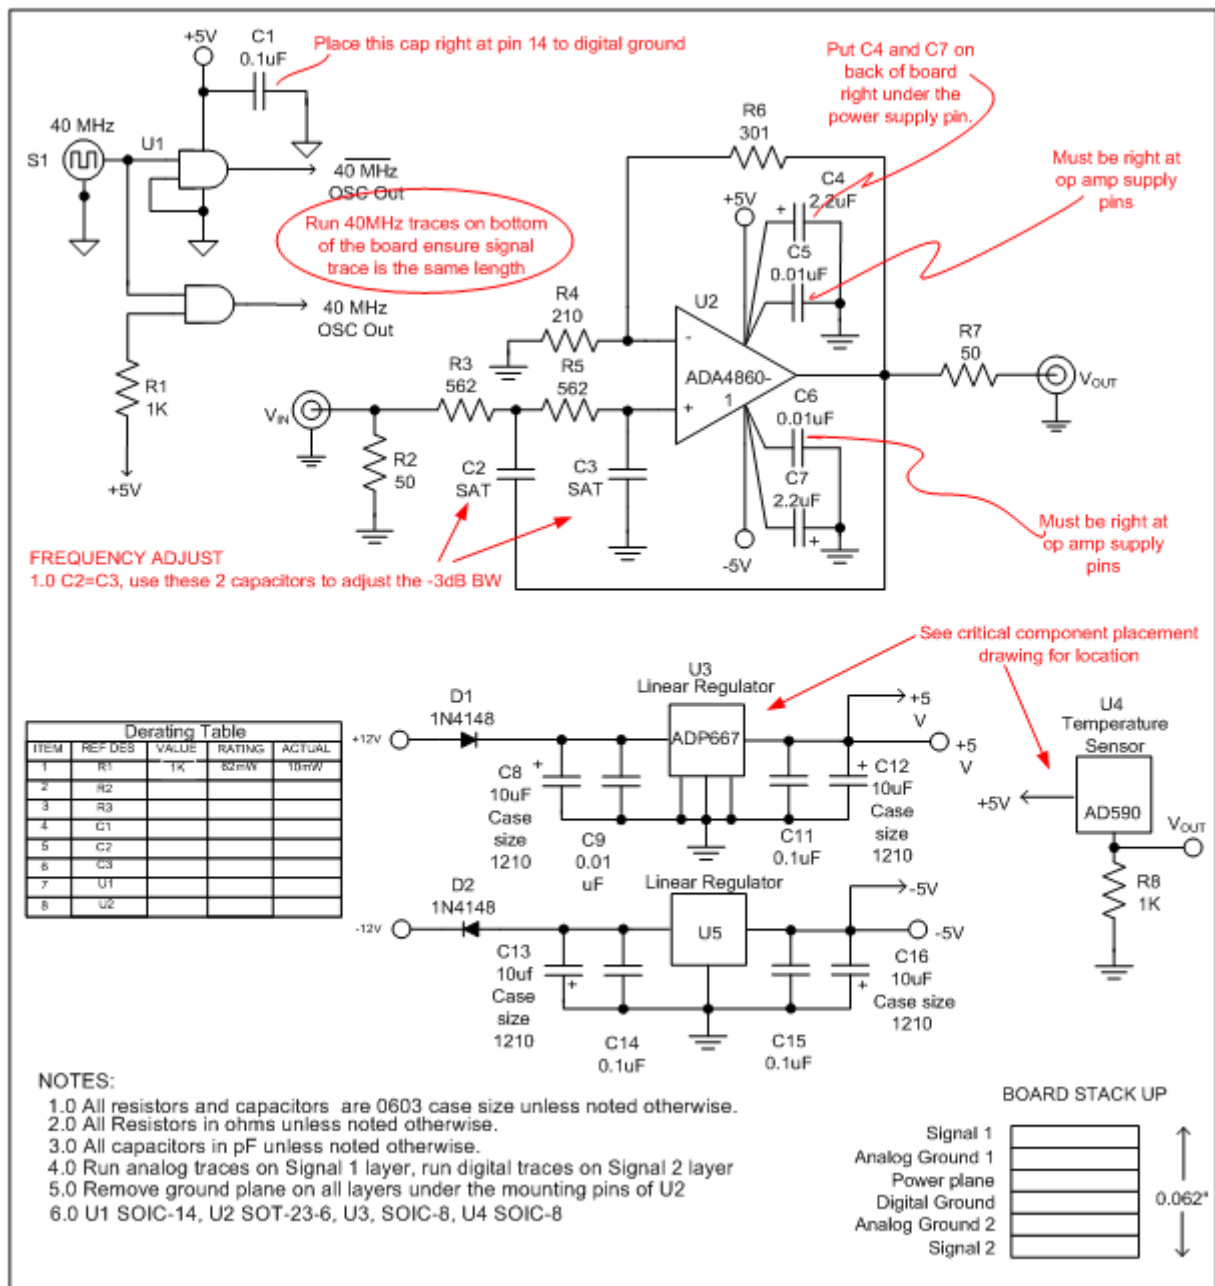 +5V
C1
0.1uF
Place this cap right at pin 14 to digital ground
40 MHz
S1
U1
40 MHz
OSC Out
Run 40MHz traces on bottom
of the board ensure signal
trace is the same length
40 MHz
OSC Out
R1
1K
+5V
Put C4 and C7 on
back of board
right under the
power supply pin.
R6
301
Must be right at
op amp supply
pins
C4
2.2uF
+
+5V
C5
0.01uF
U2
R4
210
R3
562
R5
562
-
ADA4860-
1
+
R7
50
VOUT
VIN
R2
50
C2
SAT
C3
SAT
C6
0.01uF
C7
2.2uF
+
-5V
Must be right at
op amp supply
pins
FREQUENCY ADJUST
1.0 C2=C3, use these 2 capacitors to adjust the -3dB BW
See critical component placement
drawing for location
Derating Table
ITEM REF DES VALUE RATING ACTUAL
1 R1 1K 62mW 10mW
2 R2
3 R3
4 C1
5 C2
6 C3
7 U1
8 U2
U3
Linear Regulator
D1
1N4148
+12V
ADP667
+5
V
+5
V
+
C8
10uF
Case
size
1210
C9
0.01
uF
C11
0.1uF
+
C12
10uF
Case
size
1210
U4
Temperature
Sensor
+5V
AD590
VOUT
R8
1K
Linear Regulator
D2
1N4148
-12V
U5
-5V
-5V
C13
10uf
Case
size
1210
+
C14
0.1uF
C15
0.1uF
+
C16
10uF
Case size
1210
NOTES:
1.0 All resistors and capacitors are 0603 case size unless noted otherwise.
2.0 All Resistors in ohms unless noted otherwise.
3.0 All capacitors in pF unless noted otherwise.
4.0 Run analog traces on Signal 1 layer, run digital traces on Signal 2 layer
5.0 Remove ground plane on all layers under the mounting pins of U2
6.0 U1 SOIC-14, U2 SOT-23-6, U3, SOIC-8, U4 SOIC-8
BOARD STACK UP
Signal 1
Analog Ground 1
Power plane
Digital Ground
Analog Ground 2
Signal 2
0.062"